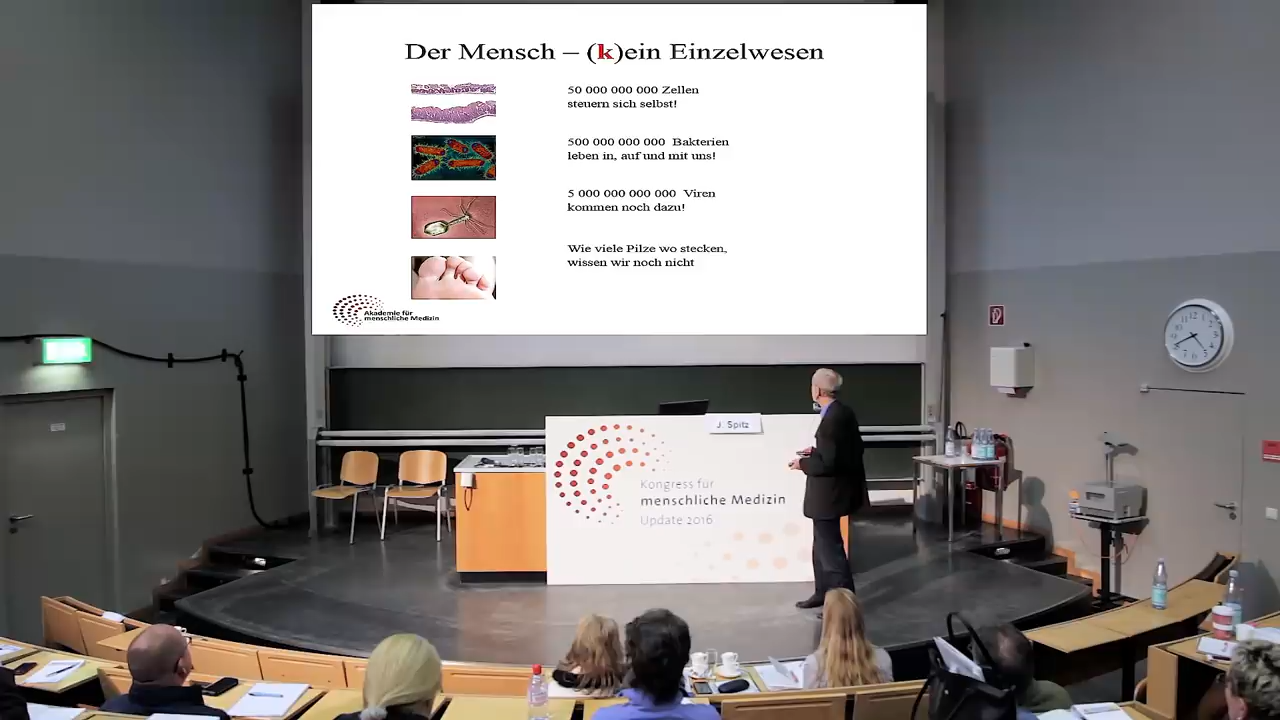 Der Mensch – (k)ein Einzelwesen
50 000 000 000 Zellen
steuern sich selbst!
500 000 000 000 Bakterien
leben in, auf und mit uns!
5 000 000 000 000 Viren
kommen noch dazu!
Wie viele Pilze wo stecken,
wissen wir noch nicht
Akademie für
menschliche Medizin
J. Spitz
Kongress für
menschliche Medizin
Update 2016